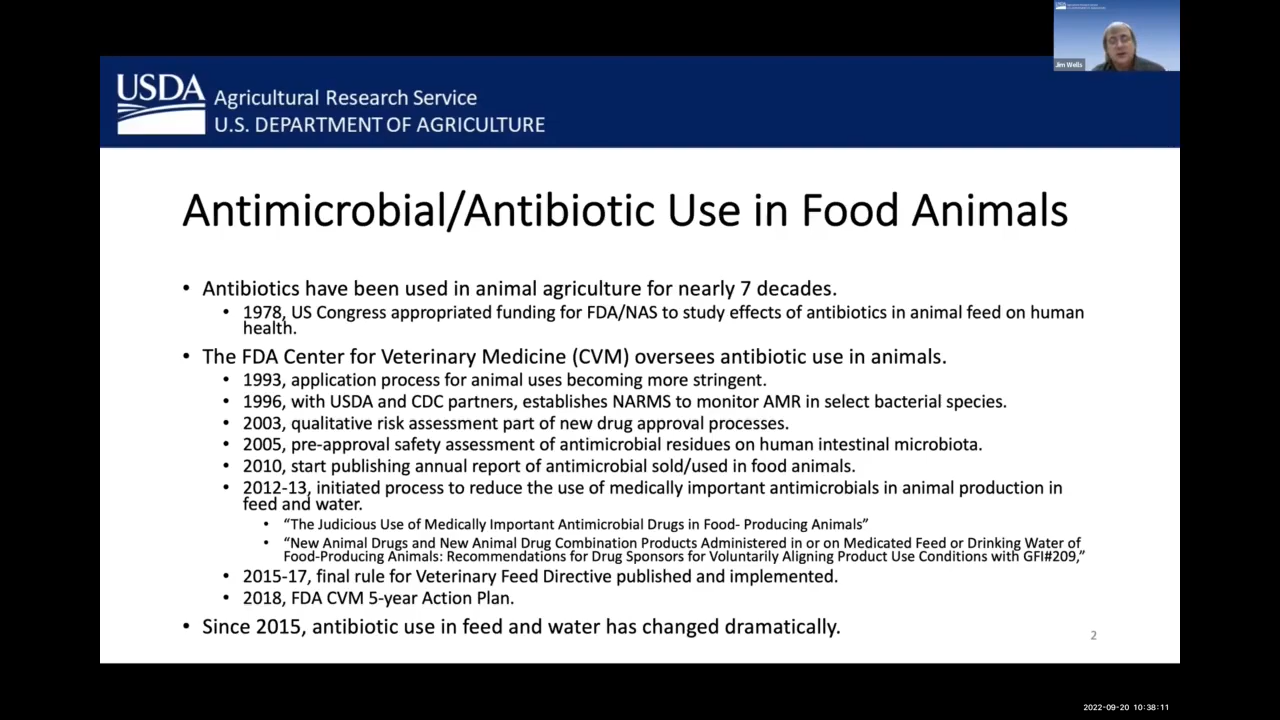 Jim Wells
USDA
Agricultural Research Service
U.S. DEPARTMENT OF AGRICULTURE
Antimicrobial/Antibiotic Use in Food Animals
• Antibiotics have been used in animal agriculture for nearly 7 decades.
• 1978, US Congress appropriated funding for FDA/NAS to study effects of antibiotics in animal feed on human
health.
• The FDA Center for Veterinary Medicine (CVM) oversees antibiotic use in animals.
• 1993, application process for animal uses becoming more stringent.
• 1996, with USDA and CDC partners, establishes NARMS to monitor AMR in select bacterial species.
• 2003, qualitative risk assessment part of new drug approval processes.
• 2005, pre-approval safety assessment of antimicrobial residues on human intestinal microbiota.
• 2010, start publishing annual report of antimicrobial sold/used in food animals.
• 2012-13, initiated process to reduce the use of medically important antimicrobials in animal production in
feed and water.
• “The Judicious Use of Medically Important Antimicrobial Drugs in Food- Producing Animals”
• “New Animal Drugs and New Animal Drug Combination Products Administered in or on Medicated Feed or Drinking Water of
Food-Producing Animals: Recommendations for Drug Sponsors for Voluntarily Aligning Product Use Conditions with GFI#209,”
• 2015-17, final rule for Veterinary Feed Directive published and implemented.
• 2018, FDA CVM 5-year Action Plan.
• Since 2015, antibiotic use in feed and water has changed dramatically.
2
2022-09-20 10:38:11